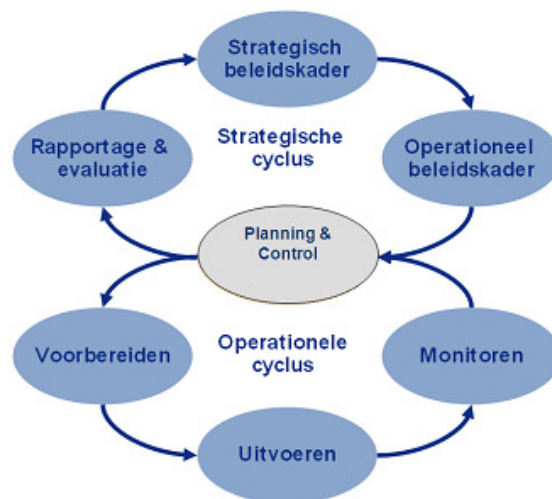 Strategisch
beleidskader
Rapportage &
evaluatie
Strategische
cyclus
Operationeel
beleidskader
Planning &
Control
Voorbereiden
Operationele
cyclus
Monitoren
Uitvoeren